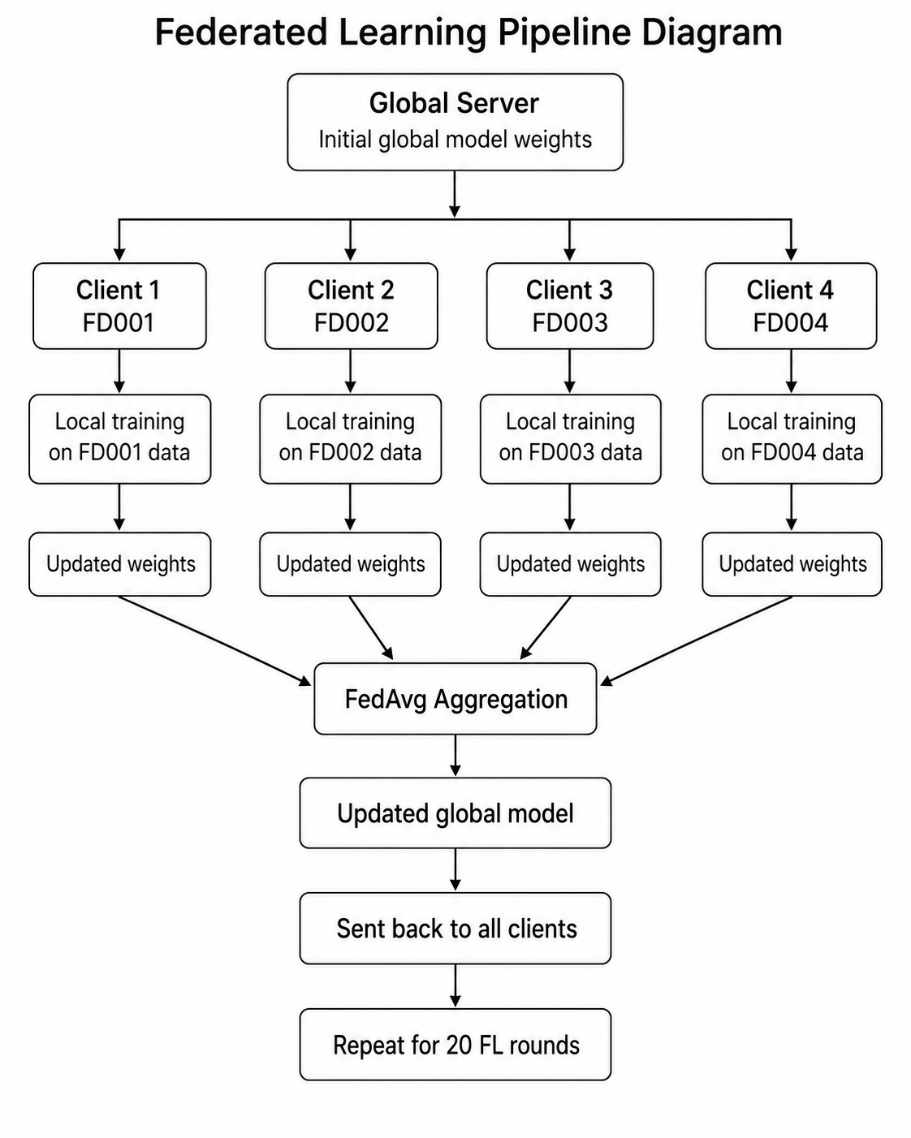 Federated Learning Pipeline Diagram
Global Server
Initial global model weights
Client 1
FD001
Client 2
FD002
Client 3
FD003
Client 4
FD004
Local training
on FD001 data
Local training
on FD002 data
Local training
on FD003 data
Local training
on FD004 data
Updated weights
Updated weights
Updated weights
Updated weights
FedAvg Aggregation
Updated global model
Sent back to all clients
Repeat for 20 FL rounds